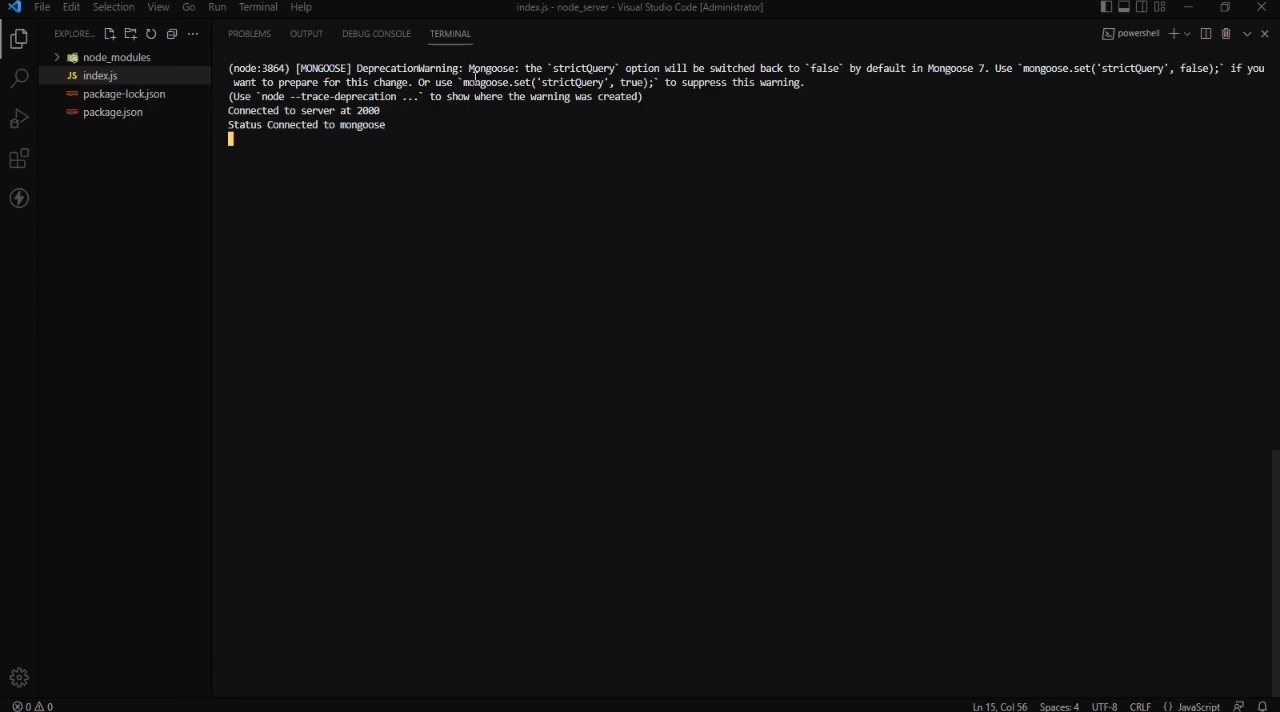 File Edit Selection View Go Run Terminal Help
index.js - node_server - Visual Studio Code [Administrator]
EXPLORE...
node_modules
JS index.js
package-lock.json
package.json
PROBLEMS OUTPUT DEBUG CONSOLE TERMINAL
powershell
(node:3864) [MONGOOSE] DeprecationWarning: Mongoose: the `strictQuery` option will be switched back to `false` by default in Mongoose 7. Use `mongoose.set('strictQuery', false);` if you
want to prepare for this change. Or use `mongoose.set('strictQuery', true);` to suppress this warning.
(Use `node --trace-deprecation ...` to show where the warning was created)
Connected to server at 2000
Status Connected to mongoose
0 0
Ln 15, Col 56 Spaces: 4 UTF-8 CRLF {} JavaScript